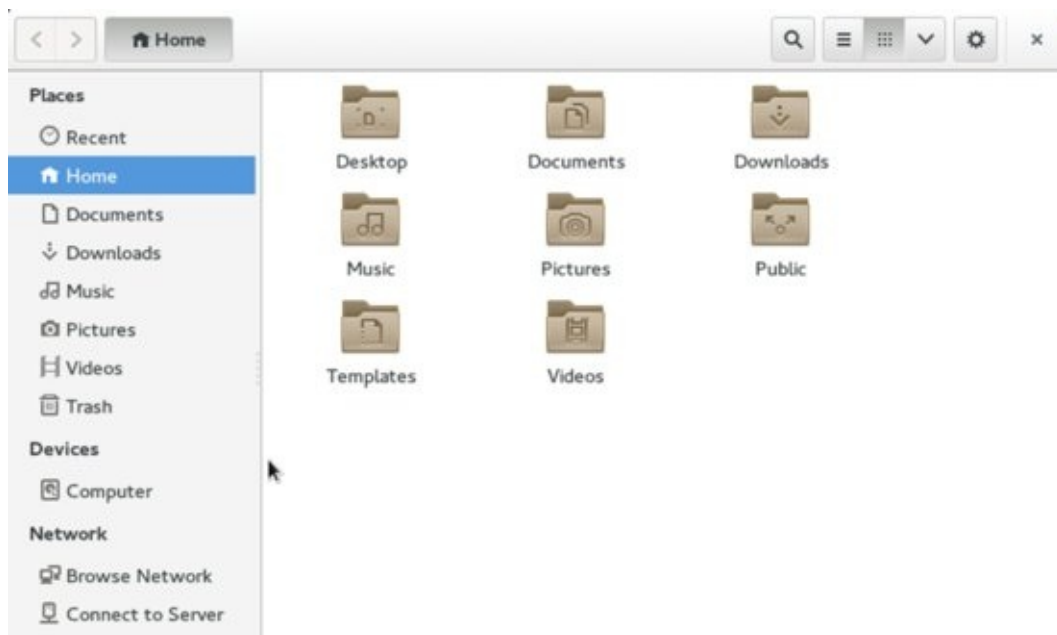 Home
Places
Recent
Home
Documents
Downloads
Music
Pictures
Videos
Trash
Devices
Computer
Network
Browse Network
Connect to Server
Desktop Documents Downloads
Music Pictures Public
Templates Videos